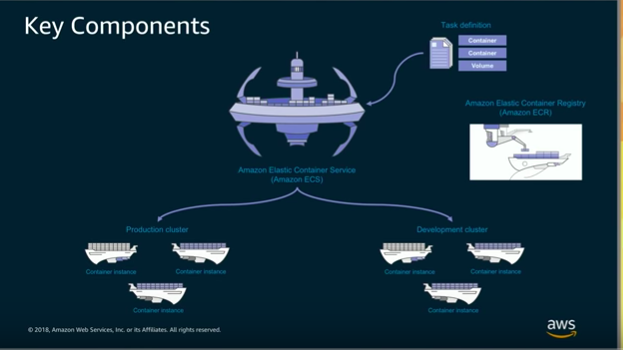 Key Components
Task definition
Container
Container
Volume
Amazon Elastic Container Registry
(Amazon ECR)
Amazon Elastic Container Service
(Amazon ECS)
Production cluster
Development cluster
Container instance
Container instance
Container instance
Container instance
Container instance
Container instance
© 2018, Amazon Web Services, Inc. or its Affiliates. All rights reserved.
aws